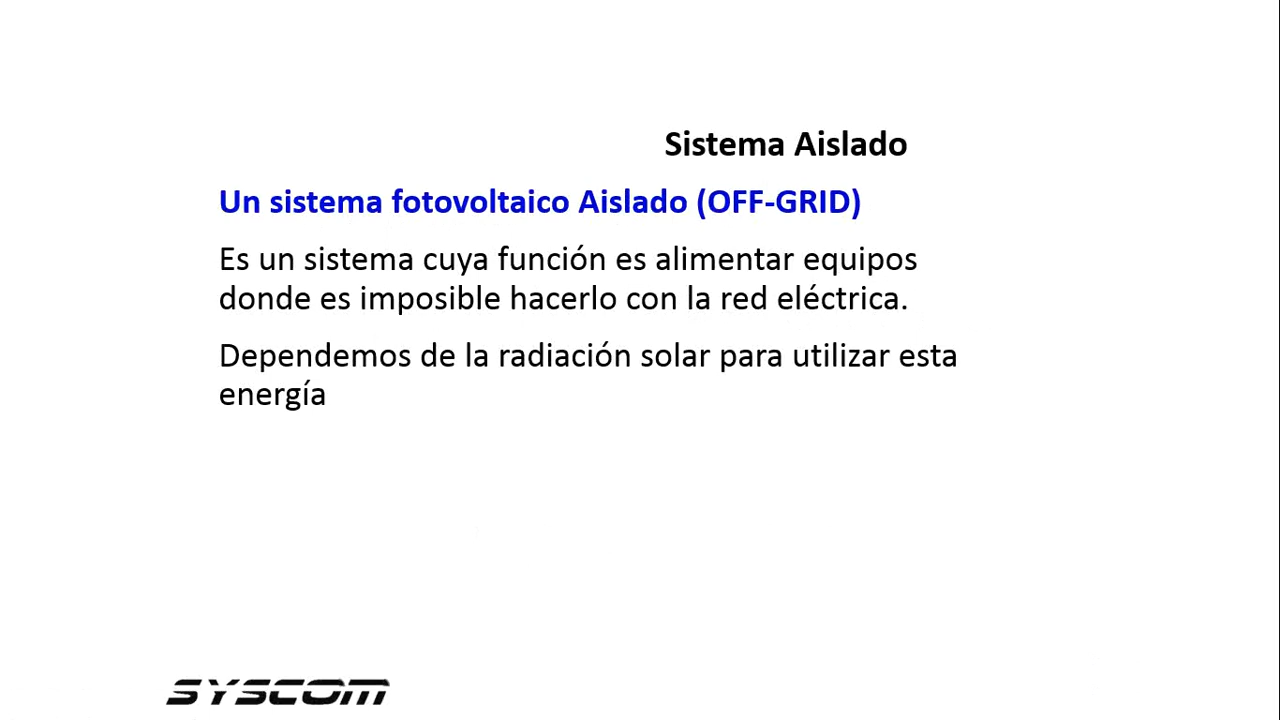 Sistema Aislado
Un sistema fotovoltaico Aislado (OFF-GRID)
Es un sistema cuya función es alimentar equipos
donde es imposible hacerlo con la red eléctrica.
Dependemos de la radiación solar para utilizar esta
energía
SYSCOM